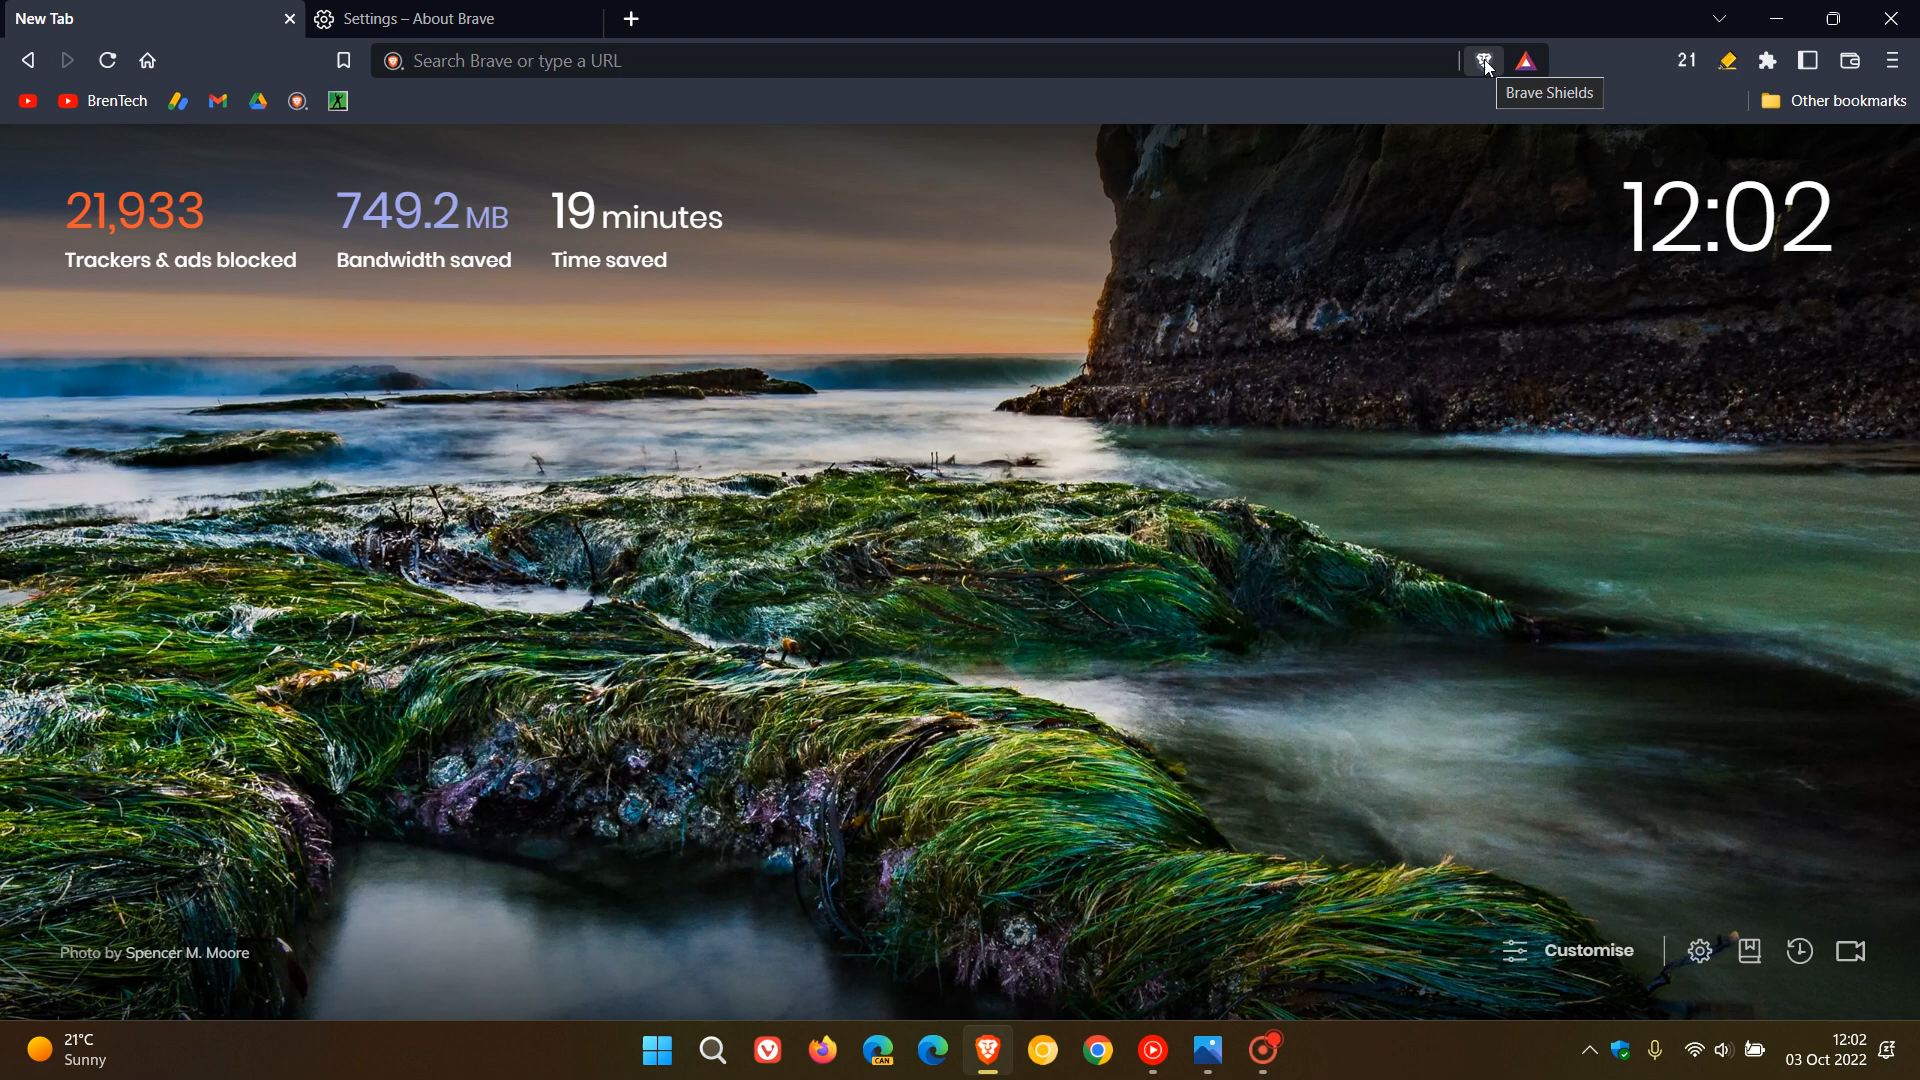 New Tab
Settings – About Brave
Search Brave or type a URL
21
Brave Shields
BrenTech
Other bookmarks
21,933
749.2 MB
19 minutes
12:02
Trackers & ads blocked
Bandwidth saved
Time saved
Photo by Spencer M. Moore
Customise
21°C
Sunny
CAN
12:02
03 Oct 2022